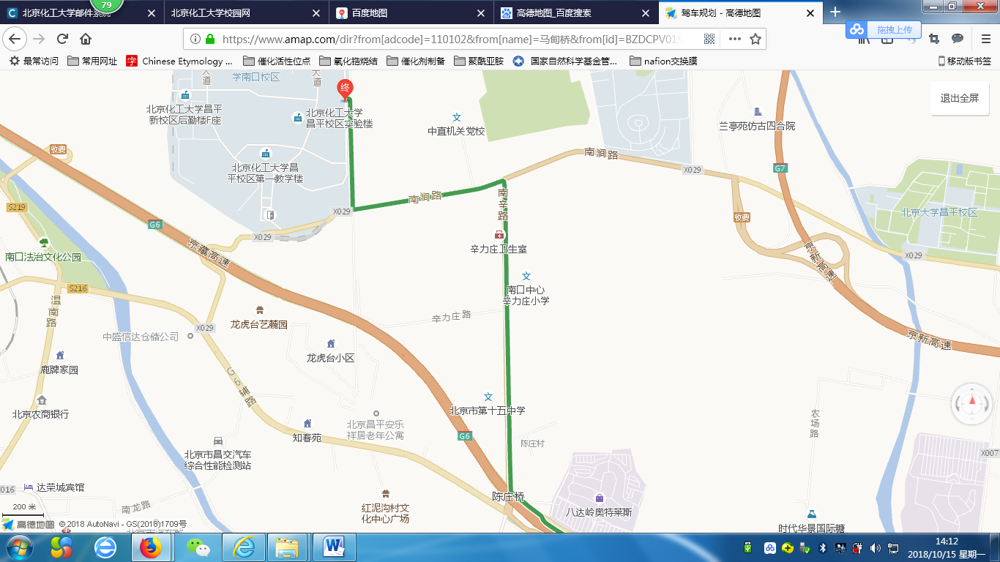 79
北京化工大学邮件系统
北京化工大学校园网
百度地图
高德地图_百度搜索
驾车规划 - 高德地图
拖拽上传
https://www.amap.com/dir?from[adcode]=110102&from[name]=马甸桥&from[id]=BZDCPV01S
最常访问
常用网址
字
Chinese Etymology ...
催化活性位点
氧化锆烧结
催化剂制备
聚酰亚胺
国家自然科学基金管...
nafion交换膜
移动版书签
退出全屏
大道
学南口校区
大道
终
北京化工大学昌平
新校区后勤楼F座
北京化工大学
昌平校区实验楼
文
中直机关党校
兰亭苑仿古四合院
收费
北京化工大学昌
平校区第一教学楼
南涧路
X029
G7
S219
南涧路
X029
南辛路
收费
北京大学昌平校区
G6
X029
京藏高速
辛力庄卫生室
京新高速
X029
南口法治文化公园
文
南口中心
辛力庄小学
S216
温南路
龙虎台艺麓园
辛力庄路
X029
中盛信达仓储公司
龙虎台小区
京新高速
鹿牌家园
G6辅路
文
北京市第十五中学
北京农商银行
北京昌平安乐
祥居老年公寓
知春苑
G6
陈庄村
农场路
北京市昌交汽车
综合性能检测站
X007
X016
达荣城宾馆
陈庄桥
八达岭奥特莱斯
南龙路
红泥沟村文
化中心广场
200 米
时代华景国际糖
高德地图
© 2018 AutoNavi - GS(2018)1709号
14:12
2018/10/15 星期一